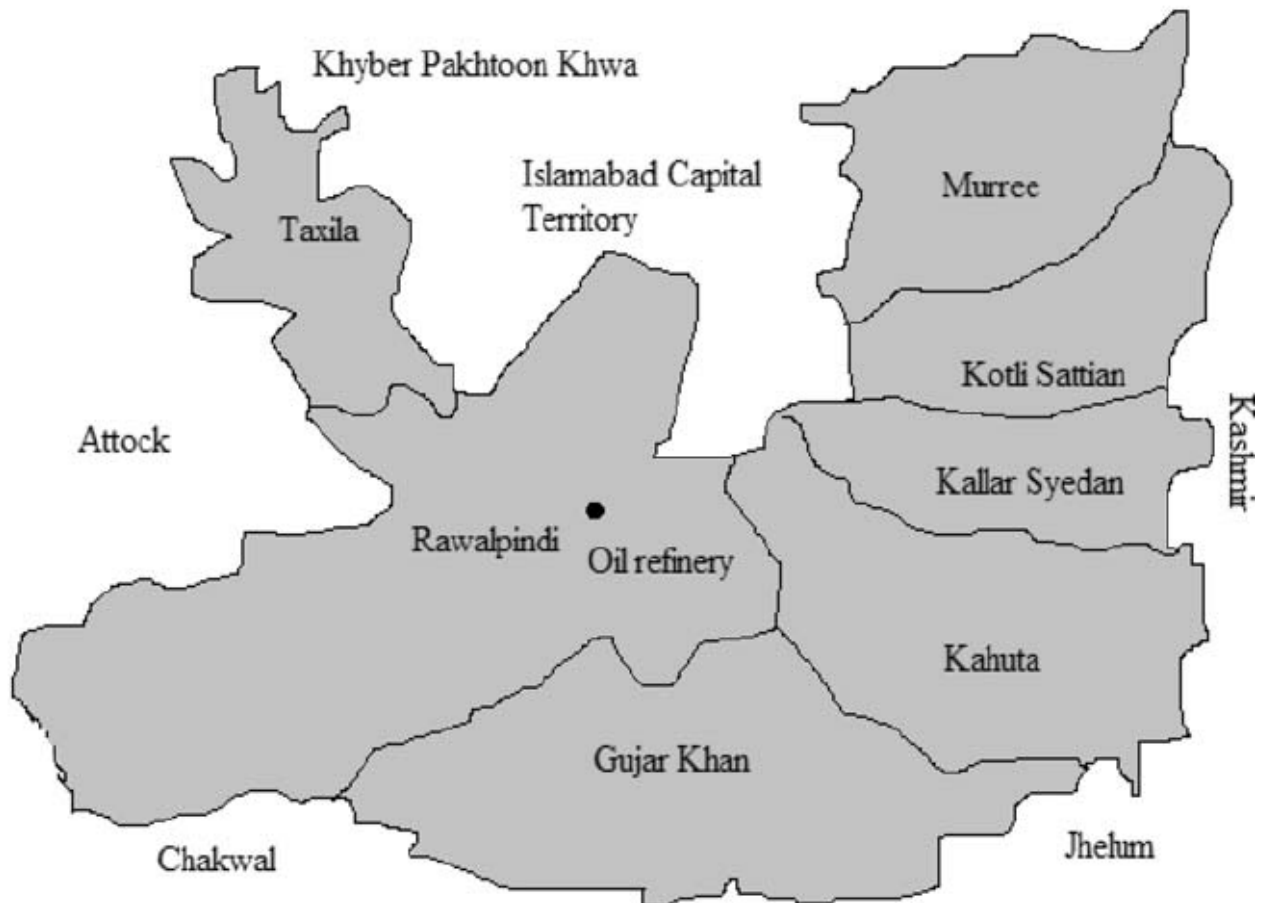 Khyber Pakhtoon Khwa
Islamabad Capital
Territory
Murree
Taxila
Kotli Sattian
Kashmir
Attock
Kallar Syedan
Rawalpindi
Oil refinery
Kahuta
Gujar Khan
Chakwal
Jhelum